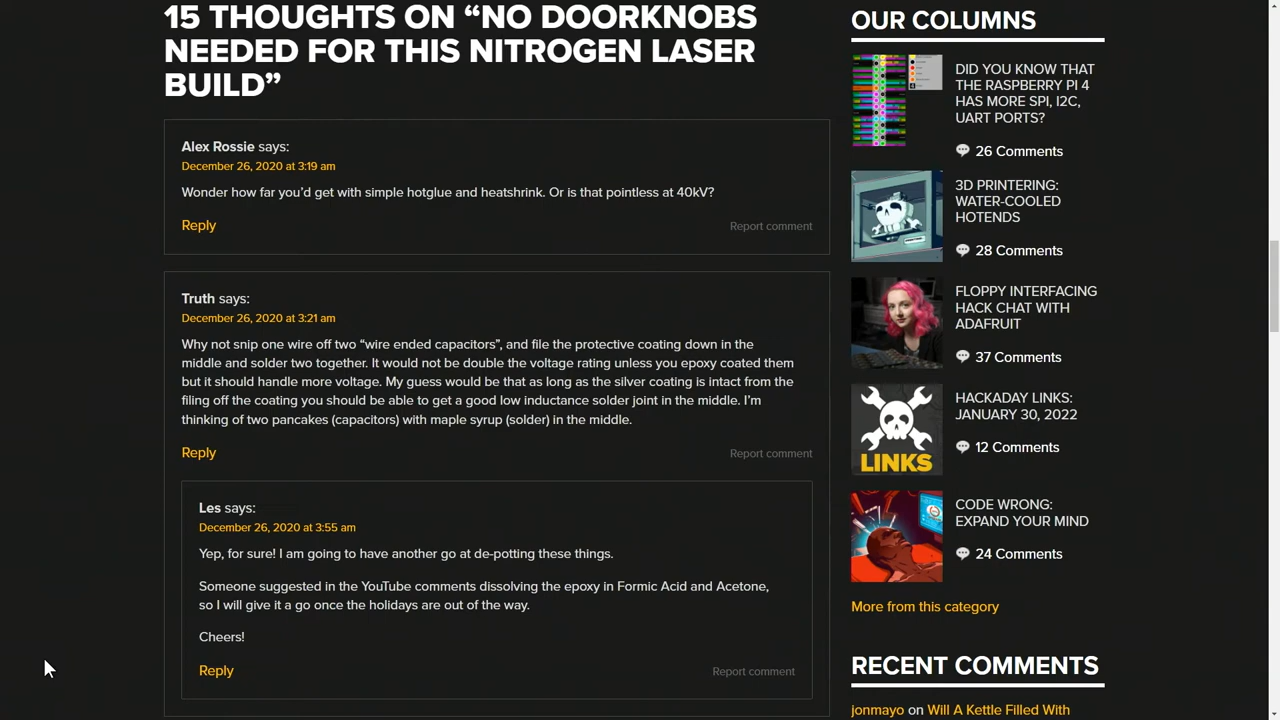 15 THOUGHTS ON “NO DOORKNOBS
NEEDED FOR THIS NITROGEN LASER
BUILD”
Alex Rossie says:
December 26, 2020 at 3:19 am
Wonder how far you’d get with simple hotglue and heatshrink. Or is that pointless at 40kV?
Reply
Report comment
Truth says:
December 26, 2020 at 3:21 am
Why not snip one wire off two “wire ended capacitors”, and file the protective coating down in the
middle and solder two together. It would not be double the voltage rating unless you epoxy coated them
but it should handle more voltage. My guess would be that as long as the silver coating is intact from the
filing off the coating you should be able to get a good low inductance solder joint in the middle. I’m
thinking of two pancakes (capacitors) with maple syrup (solder) in the middle.
Reply
Report comment
Les says:
December 26, 2020 at 3:55 am
Yep, for sure! I am going to have another go at de-potting these things.
Someone suggested in the YouTube comments dissolving the epoxy in Formic Acid and Acetone,
so I will give it a go once the holidays are out of the way.
Cheers!
Reply
Report comment
OUR COLUMNS
DID YOU KNOW THAT
THE RASPBERRY PI 4
HAS MORE SPI, I2C,
UART PORTS?
26 Comments
3D PRINTERING:
WATER-COOLED
HOTENDS
28 Comments
FLOPPY INTERFACING
HACK CHAT WITH
ADAFRUIT
37 Comments
HACKADAY LINKS:
JANUARY 30, 2022
12 Comments
LINKS
CODE WRONG:
EXPAND YOUR MIND
24 Comments
More from this category
RECENT COMMENTS
jonmayo on Will A Kettle Filled With